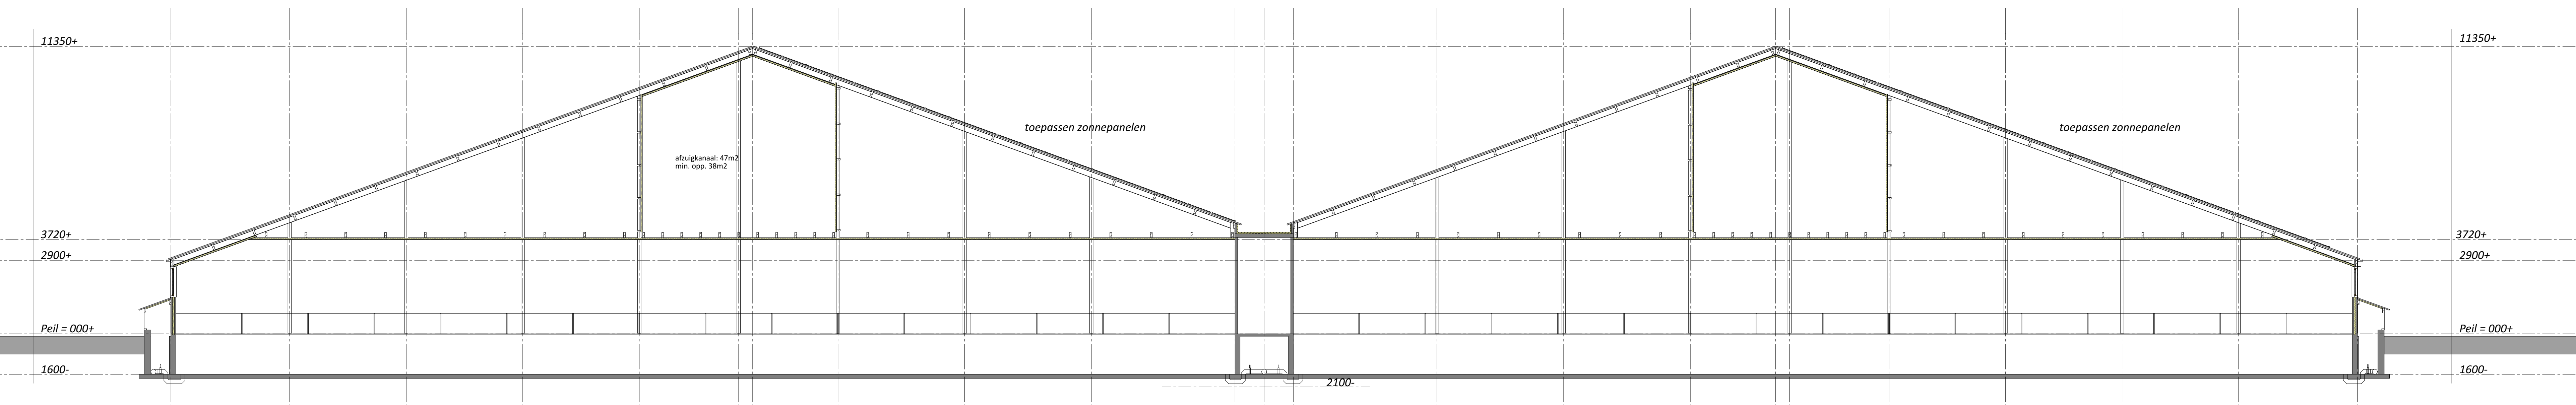 11350+
11350+
toepassen zonnepanelen
toepassen zonnepanelen
afzuigkanaal: 47m2
min. opp. 38m2
3720+
3720+
2900+
2900+
Peil = 000+
Peil = 000+
1600-
1600-
2100-